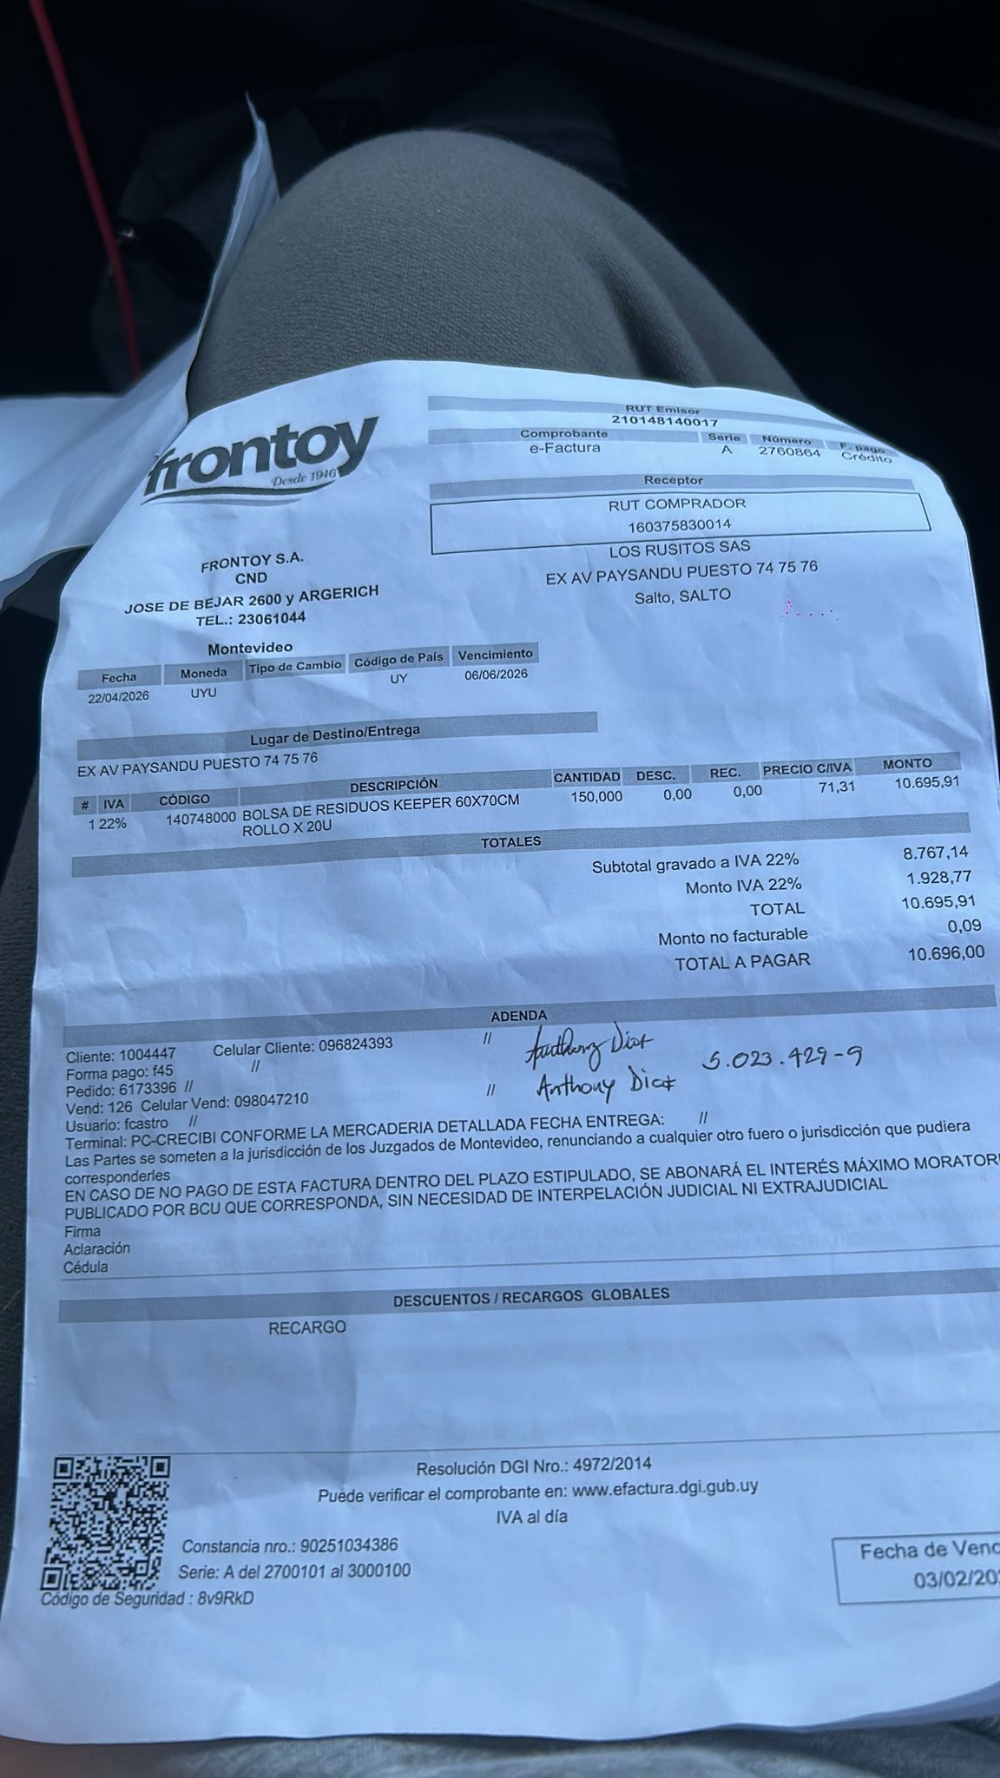 frontoy
Desde 1946
RUT Emisor
210148140017
Comprobante Serie Número F. pago
e-Factura A 2760864 Crédito
Receptor
RUT COMPRADOR
160375830014
LOS RUSITOS SAS
EX AV PAYSANDU PUESTO 74 75 76
Salto, SALTO
FRONTOY S.A.
CND
JOSE DE BEJAR 2600 y ARGERICH
TEL.: 23061044
Montevideo
Fecha Moneda Tipo de Cambio Código de País Vencimiento
22/04/2026 UYU UY 06/06/2026
Lugar de Destino/Entrega
EX AV PAYSANDU PUESTO 74 75 76
# IVA CÓDIGO DESCRIPCIÓN CANTIDAD DESC. REC. PRECIO C/IVA MONTO
1 22% 140748000 BOLSA DE RESIDUOS KEEPER 60X70CM 150,000 0,00 0,00 71,31 10.695,91
ROLLO X 20U
TOTALES
Subtotal gravado a IVA 22% 8.767,14
Monto IVA 22% 1.928,77
TOTAL 10.695,91
Monto no facturable 0,09
TOTAL A PAGAR 10.696,00
ADENDA
Cliente: 1004447 Celular Cliente: 096824393 //
Forma pago: f45 //
Pedido: 6173396 // //
Vend: 126 Celular Vend: 098047210
Usuario: fcastro //
Anthony Diaz
Anthony Diaz
5.023.429-9
Terminal: PC-CRECIBI CONFORME LA MERCADERIA DETALLADA FECHA ENTREGA: //
Las Partes se someten a la jurisdicción de los Juzgados de Montevideo, renunciando a cualquier otro fuero o jurisdicción que pudiera
corresponderles
EN CASO DE NO PAGO DE ESTA FACTURA DENTRO DEL PLAZO ESTIPULADO, SE ABONARÁ EL INTERÉS MÁXIMO MORATORI
PUBLICADO POR BCU QUE CORRESPONDA, SIN NECESIDAD DE INTERPELACIÓN JUDICIAL NI EXTRAJUDICIAL
Firma
Aclaración
Cédula
DESCUENTOS / RECARGOS GLOBALES
RECARGO
Resolución DGI Nro.: 4972/2014
Puede verificar el comprobante en: www.efactura.dgi.gub.uy
IVA al día
Constancia nro.: 90251034386
Serie: A del 2700101 al 3000100
Código de Seguridad : 8v9RkD
Fecha de Venc
03/02/20